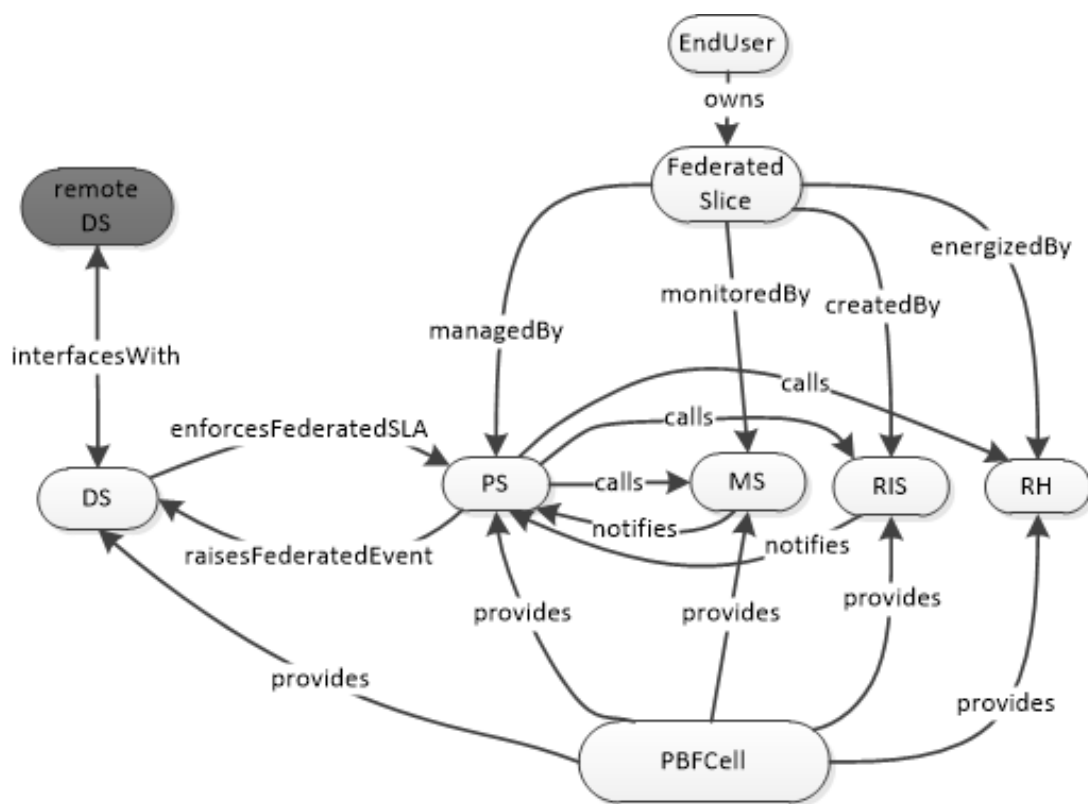 EndUser
owns
Federated
Slice
remote
DS
energizedBy
monitoredBy
createdBy
managedBy
interfacesWith
calls
calls
enforcesFederatedSLA
DS
PS
calls
MS
RIS
RH
notifies
notifies
raisesFederatedEvent
provides
provides
provides
provides
provides
PBFCell